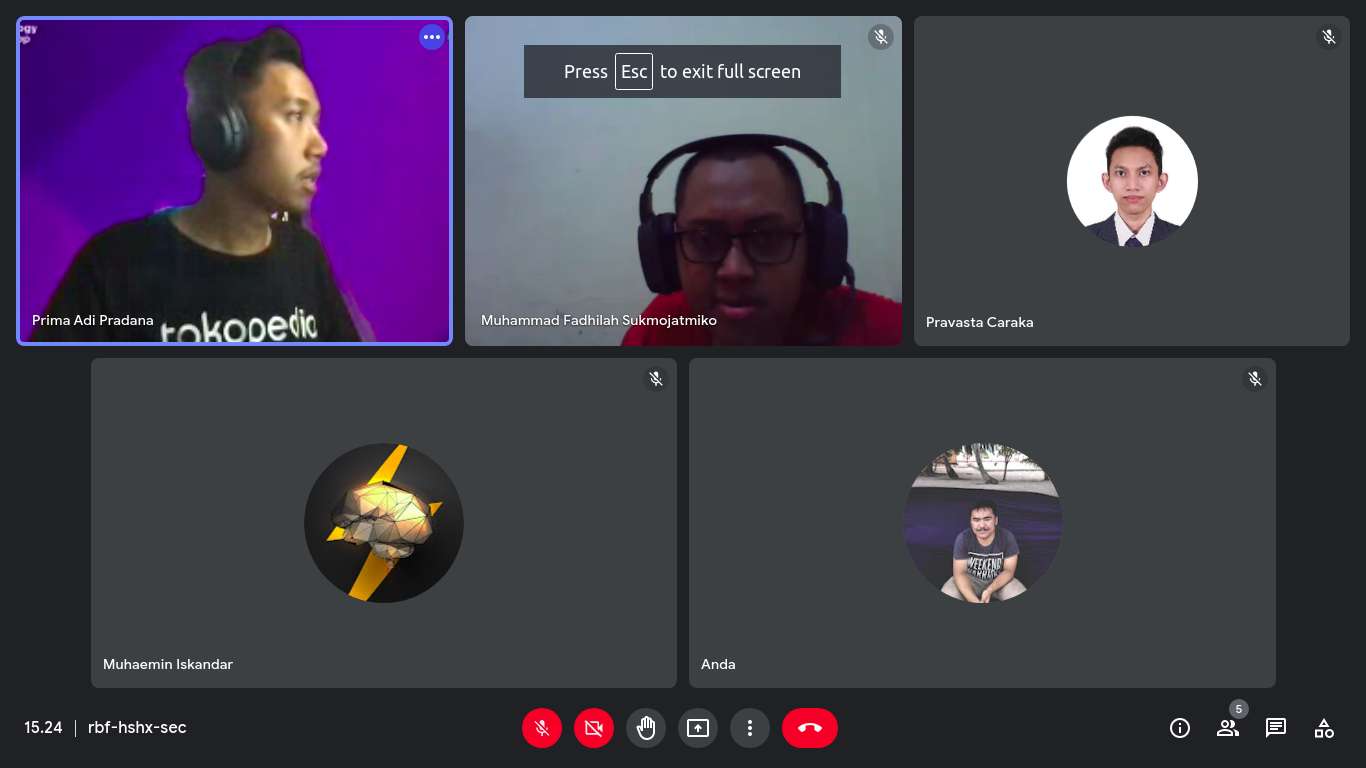 Press Esc to exit full screen
tokopedia
Prima Adi Pradana
Muhammad Fadhilah Sukmojatmiko
Pravasta Caraka
WEEKEND
Muhaemin Iskandar
Anda
15.24 | rbf-hshx-sec
5